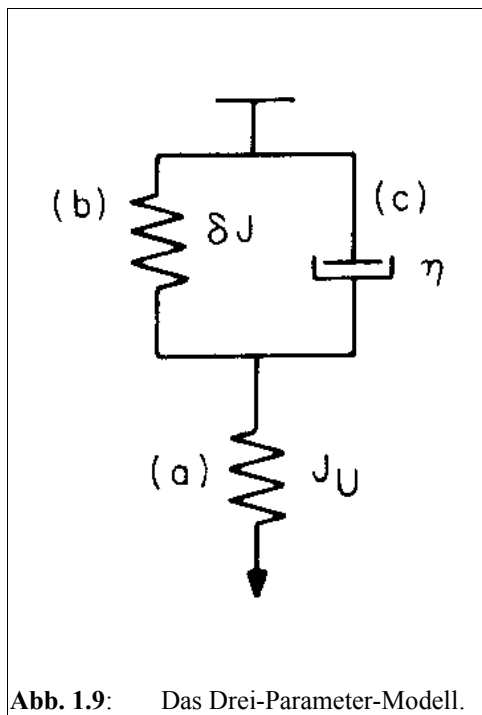 (b)
δJ
(c)
η
(a)
J_U
Abb. 1.9: Das Drei-Parameter-Modell.